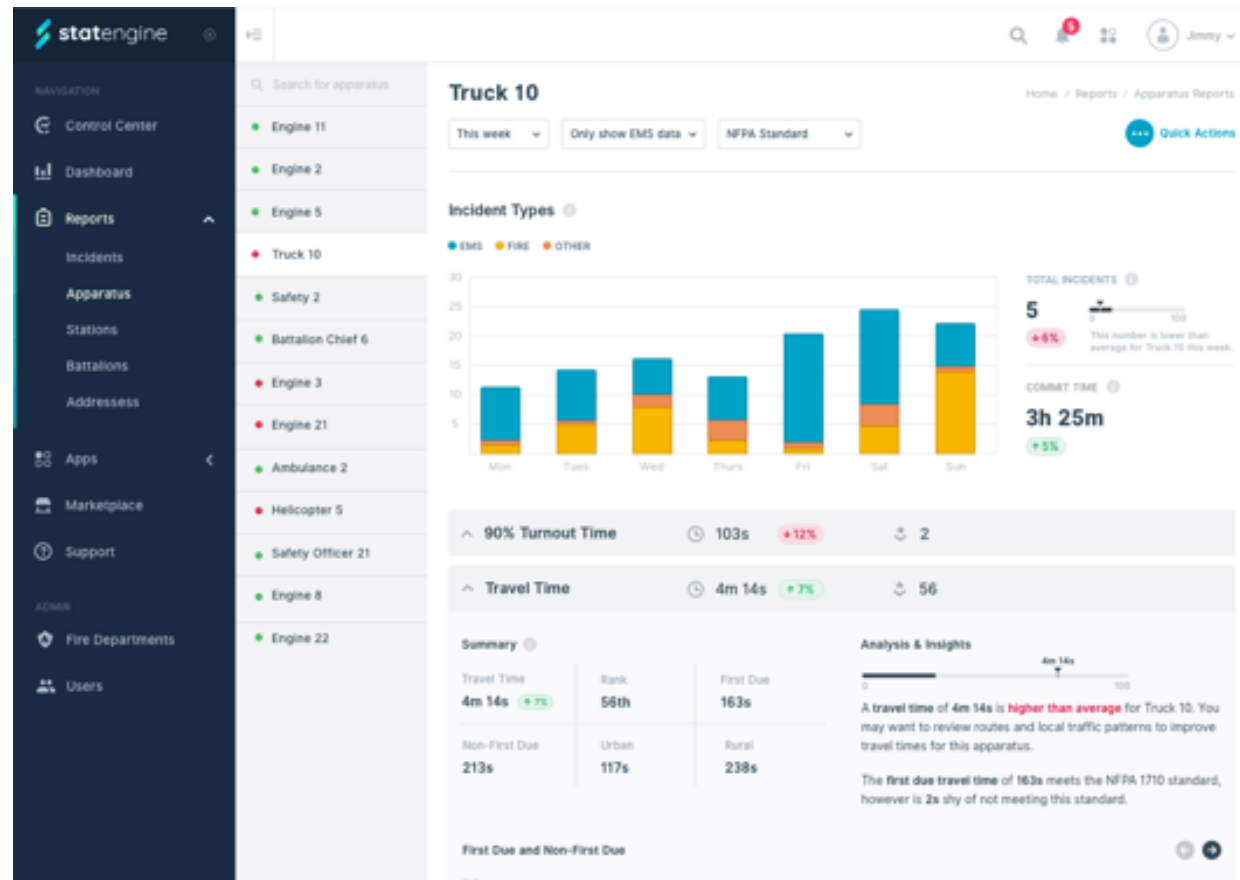 statengine
5
Jimmy
NAVIGATION
Control Center
Dashboard
Reports
Incidents
Apparatus
Stations
Battalions
Addressess
Apps
Marketplace
Support
ADMIN
Fire Departments
Users
Search for apparatus
Engine 11
Engine 2
Engine 5
Truck 10
Safety 2
Battalion Chief 6
Engine 3
Engine 21
Ambulance 2
Helicopter 5
Safety Officer 21
Engine 8
Engine 22
Truck 10
Home / Reports / Apparatus Reports
This week
Only show EMS data
NFPA Standard
Quick Actions
Incident Types
EMS FIRE OTHER
30
25
20
15
10
5
Mon Tues Wed Thurs Fri Sat Sun
TOTAL INCIDENTS
5
0 100
6%
This number is lower than
average for Truck 10 this week.
COMMIT TIME
3h 25m
5%
90% Turnout Time 103s 12% 2
Travel Time 4m 14s 7% 56
Summary
Travel Time Rank First Due
4m 14s 7% 56th 163s
Non-First Due Urban Rural
213s 117s 238s
Analysis & Insights
4m 14s
0 100
A travel time of 4m 14s is higher than average for Truck 10. You
may want to review routes and local traffic patterns to improve
travel times for this apparatus.
The first due travel time of 163s meets the NFPA 1710 standard,
however is 2s shy of not meeting this standard.
First Due and Non-First Due